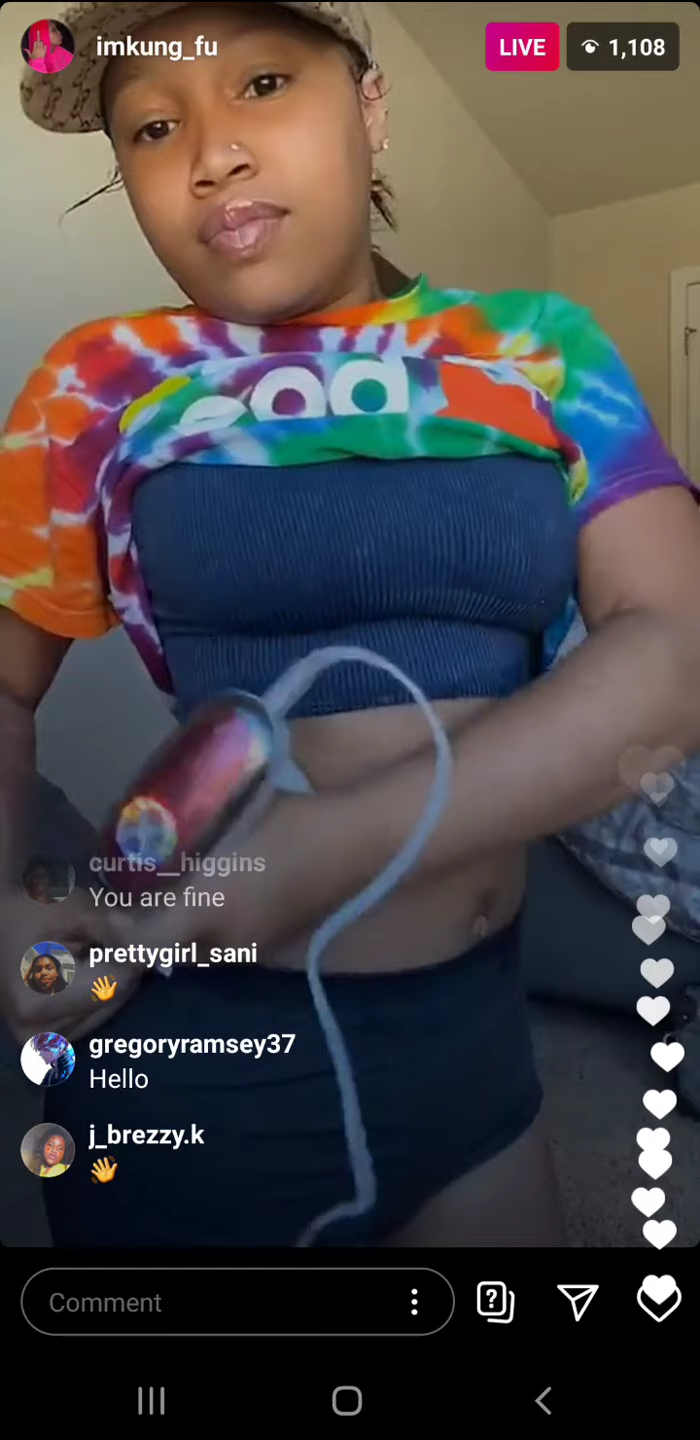 imkung_fu
LIVE
1,108
curtis__higgins
You are fine
prettygirl_sani
👋
gregoryramsey37
Hello
j_brezzy.k
👋
Comment